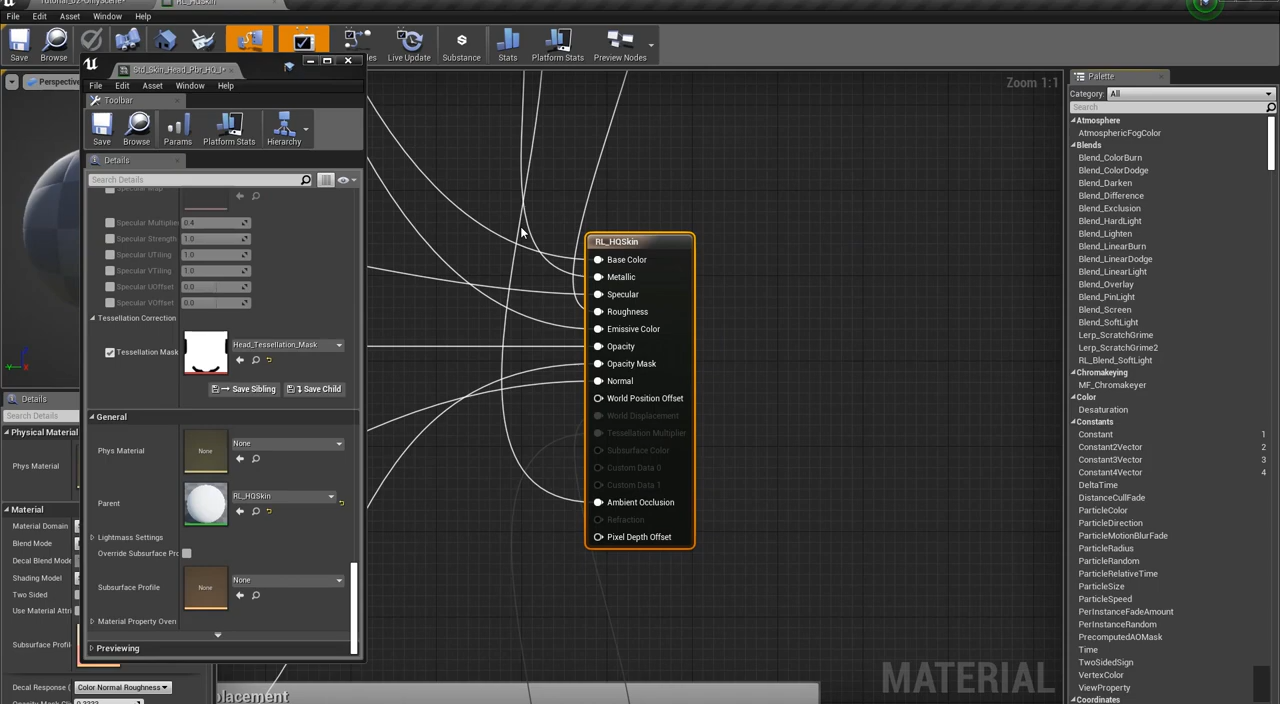 RL_HQSkin
File Edit Asset Window Help
Save Browse Live Update Substance Stats Platform Stats Preview Nodes
Perspective
Std_Skin_Head_Pbr_HQ_I
File Edit Asset Window Help
Toolbar
Save Browse Params Platform Stats Hierarchy
Details
Search Details
Specular Map
Specular Multiplier 0.4
Specular Strength 1.0
Specular UTiling 1.0
Specular VTiling 1.0
Specular UOffset 0.0
Specular VOffset 0.0
Tessellation Correction
Tessellation Mask Head_Tessellation_Mask
Save Sibling Save Child
General
Phys Material None None
Parent RL_HQSkin
Lightmass Settings
Override Subsurface Pro
Subsurface Profile None None
Material Property Over
Previewing
Details
Search Details
Physical Material
Phys Material
Material
Material Domain
Blend Mode
Decal Blend Mode
Shading Model
Two Sided
Use Material Attri
Subsurface Profil
Decal Response ( Color Normal Roughness
0.3333
Zoom 1:1
RL_HQSkin
Base Color
Metallic
Specular
Roughness
Emissive Color
Opacity
Opacity Mask
Normal
World Position Offset
World Displacement
Tessellation Multiplier
Subsurface Color
Custom Data 0
Custom Data 1
Ambient Occlusion
Refraction
Pixel Depth Offset
placement
MATERIAL
Palette
Category: All
Search
Atmosphere
AtmosphericFogColor
Blends
Blend_ColorBurn
Blend_ColorDodge
Blend_Darken
Blend_Difference
Blend_Exclusion
Blend_HardLight
Blend_Lighten
Blend_LinearBurn
Blend_LinearDodge
Blend_LinearLight
Blend_Overlay
Blend_PinLight
Blend_Screen
Blend_SoftLight
Lerp_ScratchGrime
Lerp_ScratchGrime2
RL_Blend_SoftLight
Chromakeying
MF_Chromakeyer
Color
Desaturation
Constants
Constant 1
Constant2Vector 2
Constant3Vector 3
Constant4Vector 4
DeltaTime
DistanceCullFade
ParticleColor
ParticleDirection
ParticleMotionBlurFade
ParticleRadius
ParticleRandom
ParticleRelativeTime
ParticleSize
ParticleSpeed
PerInstanceFadeAmount
PerInstanceRandom
PrecomputedAOMask
Time
TwoSidedSign
VertexColor
ViewProperty
Coordinates